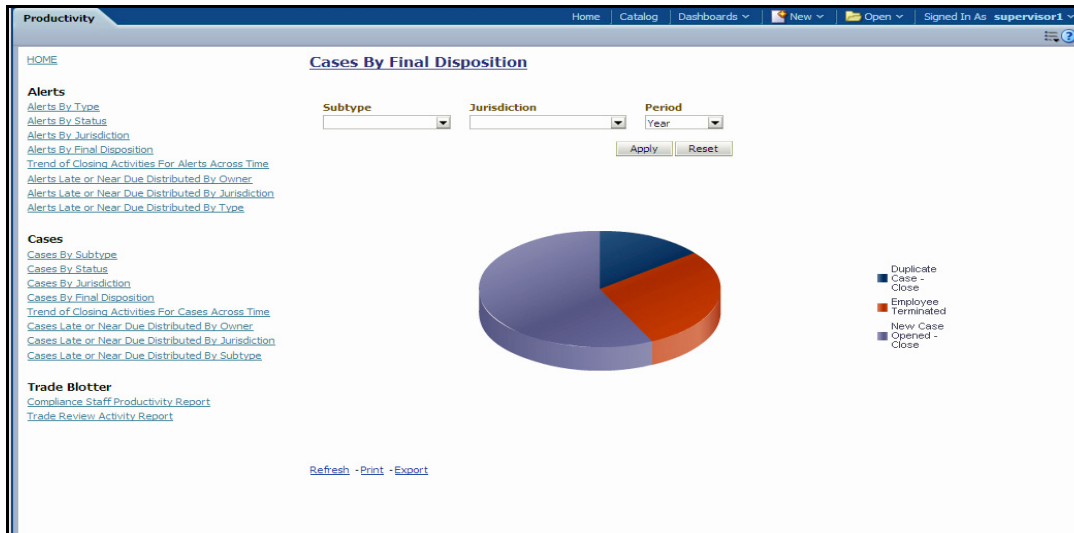 Productivity
Home Catalog Dashboards New Open Signed In As supervisor1
HOME
Alerts
Alerts By Type
Alerts By Status
Alerts By Jurisdiction
Alerts By Final Disposition
Trend of Closing Activities For Alerts Across Time
Alerts Late or Near Due Distributed By Owner
Alerts Late or Near Due Distributed By Jurisdiction
Alerts Late or Near Due Distributed By Type
Cases
Cases By Subtype
Cases By Status
Cases By Jurisdiction
Cases By Final Disposition
Trend of Closing Activities For Cases Across Time
Cases Late or Near Due Distributed By Owner
Cases Late or Near Due Distributed By Jurisdiction
Cases Late or Near Due Distributed By Subtype
Trade Blotter
Compliance Staff Productivity Report
Trade Review Activity Report
Cases By Final Disposition
Subtype Jurisdiction Period
Year
Apply Reset
Duplicate
Case -
Close
Employee
Terminated
New Case
Opened -
Close
Refresh - Print - Export